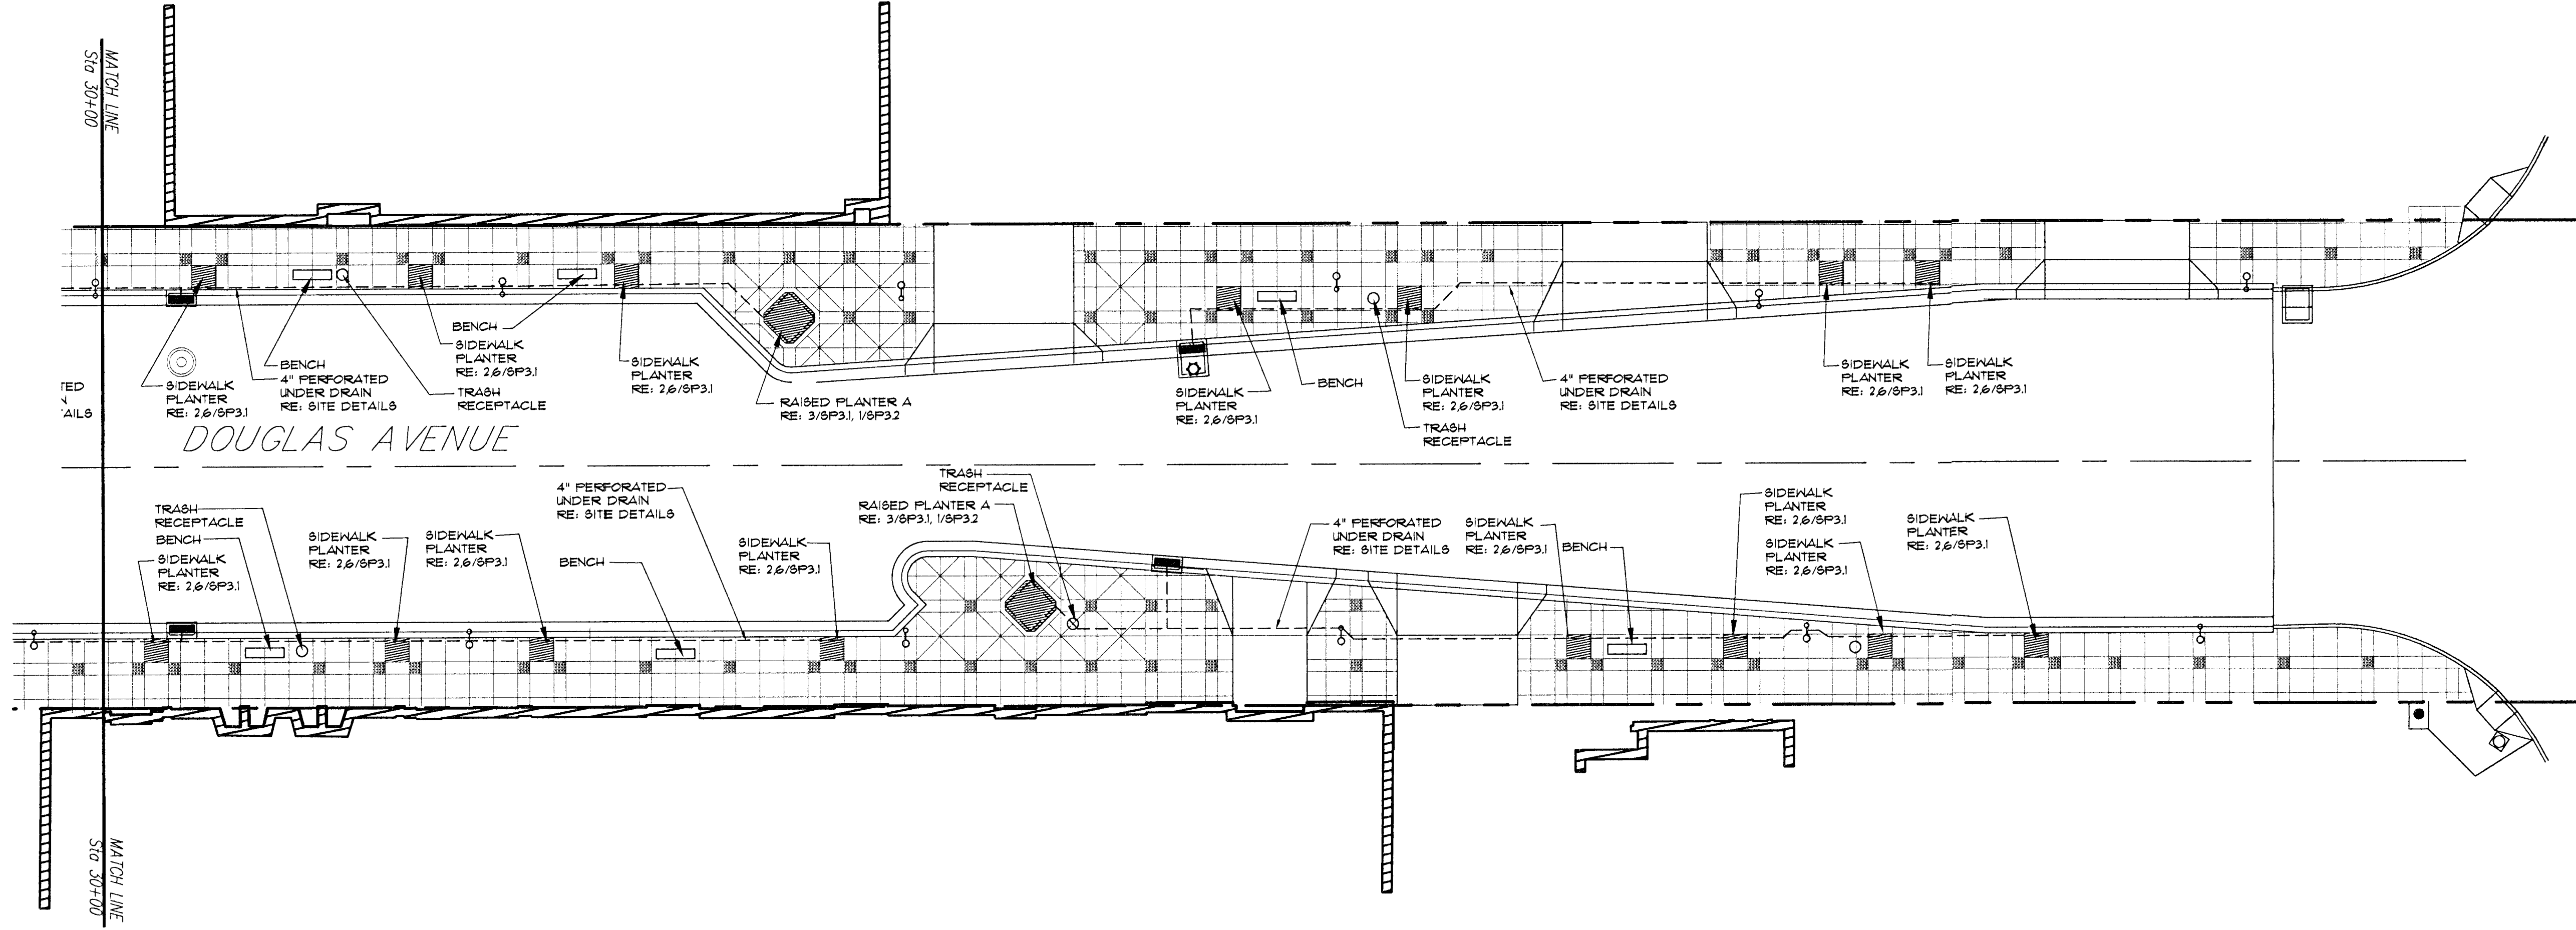 MATCH LINE
Sta 30+00
BENCH
SIDEWALK
PLANTER
RE: 2,6/SP3.1
SIDEWALK
PLANTER
RE: 2,6/SP3.1
BENCH
4" PERFORATED
UNDER DRAIN
RE: SITE DETAILS
SIDEWALK
PLANTER
RE: 2,6/SP3.1
TRASH
RECEPTACLE
RAISED PLANTER A
RE: 3/SP3.1, 1/SP3.2
SIDEWALK
PLANTER
RE: 2,6/SP3.1
BENCH
SIDEWALK
PLANTER
RE: 2,6/SP3.1
TRASH
RECEPTACLE
4" PERFORATED
UNDER DRAIN
RE: SITE DETAILS
SIDEWALK
PLANTER
RE: 2,6/SP3.1
SIDEWALK
PLANTER
RE: 2,6/SP3.1
TED
N
AILS
DOUGLAS AVENUE
TRASH
RECEPTACLE
BENCH
SIDEWALK
PLANTER
RE: 2,6/SP3.1
SIDEWALK
PLANTER
RE: 2,6/SP3.1
SIDEWALK
PLANTER
RE: 2,6/SP3.1
4" PERFORATED
UNDER DRAIN
RE: SITE DETAILS
BENCH
SIDEWALK
PLANTER
RE: 2,6/SP3.1
TRASH
RECEPTACLE
RAISED PLANTER A
RE: 3/SP3.1, 1/SP3.2
4" PERFORATED
UNDER DRAIN
RE: SITE DETAILS
SIDEWALK
PLANTER
RE: 2,6/SP3.1
BENCH
SIDEWALK
PLANTER
RE: 2,6/SP3.1
SIDEWALK
PLANTER
RE: 2,6/SP3.1
SIDEWALK
PLANTER
RE: 2,6/SP3.1
MATCH LINE
Sta 30+00